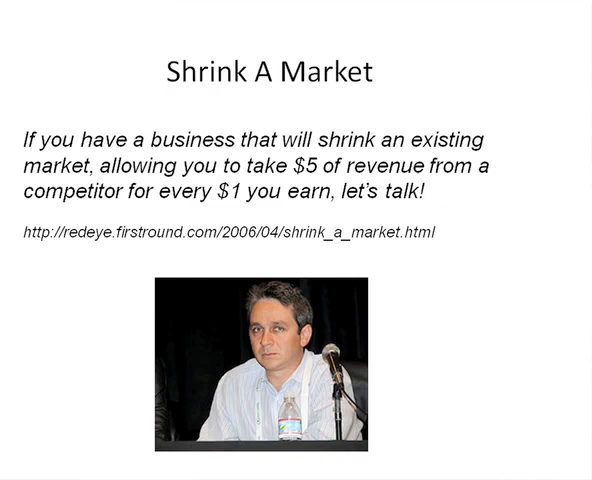 Shrink A Market
If you have a business that will shrink an existing
market, allowing you to take $5 of revenue from a
competitor for every $1 you earn, let's talk!
http://redeye.firstround.com/2006/04/shrink_a_market.html